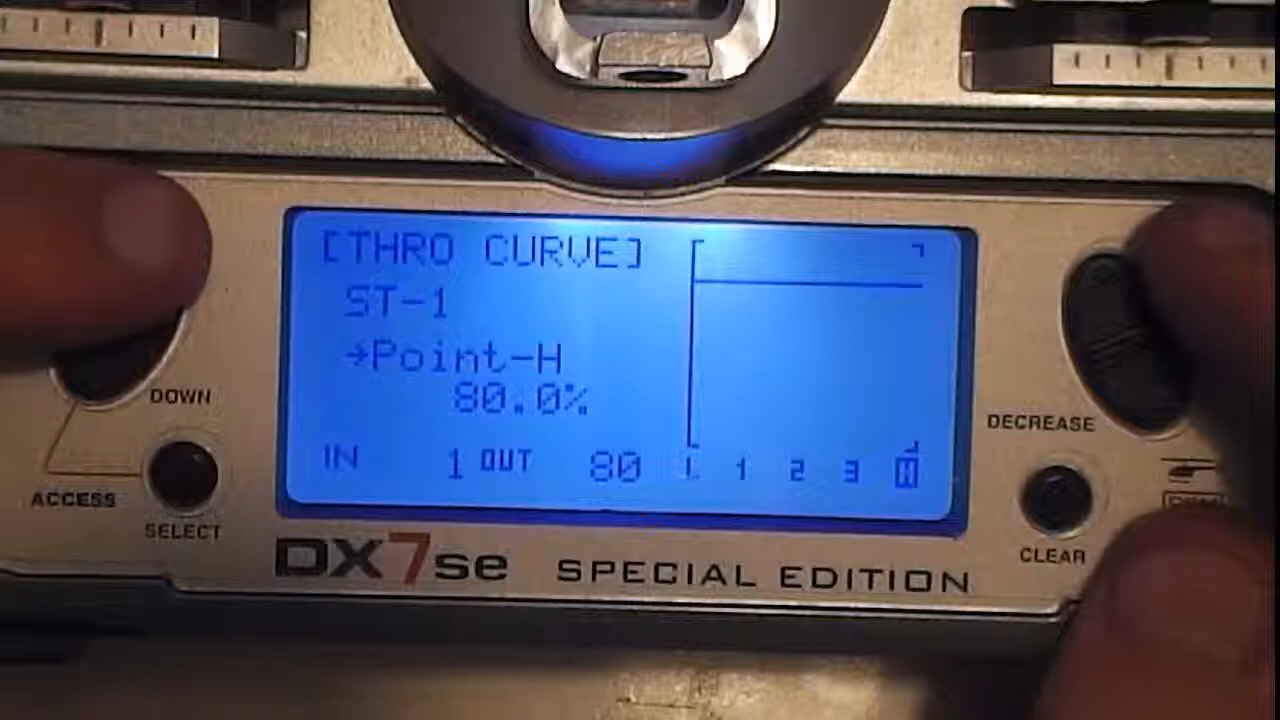 [THRO CURVE]
ST-1
→Point-H
80.0%
IN 1 OUT 80
L 1 2 3 H
DOWN
ACCESS
SELECT
DECREASE
CLEAR
DX7se SPECIAL EDITION